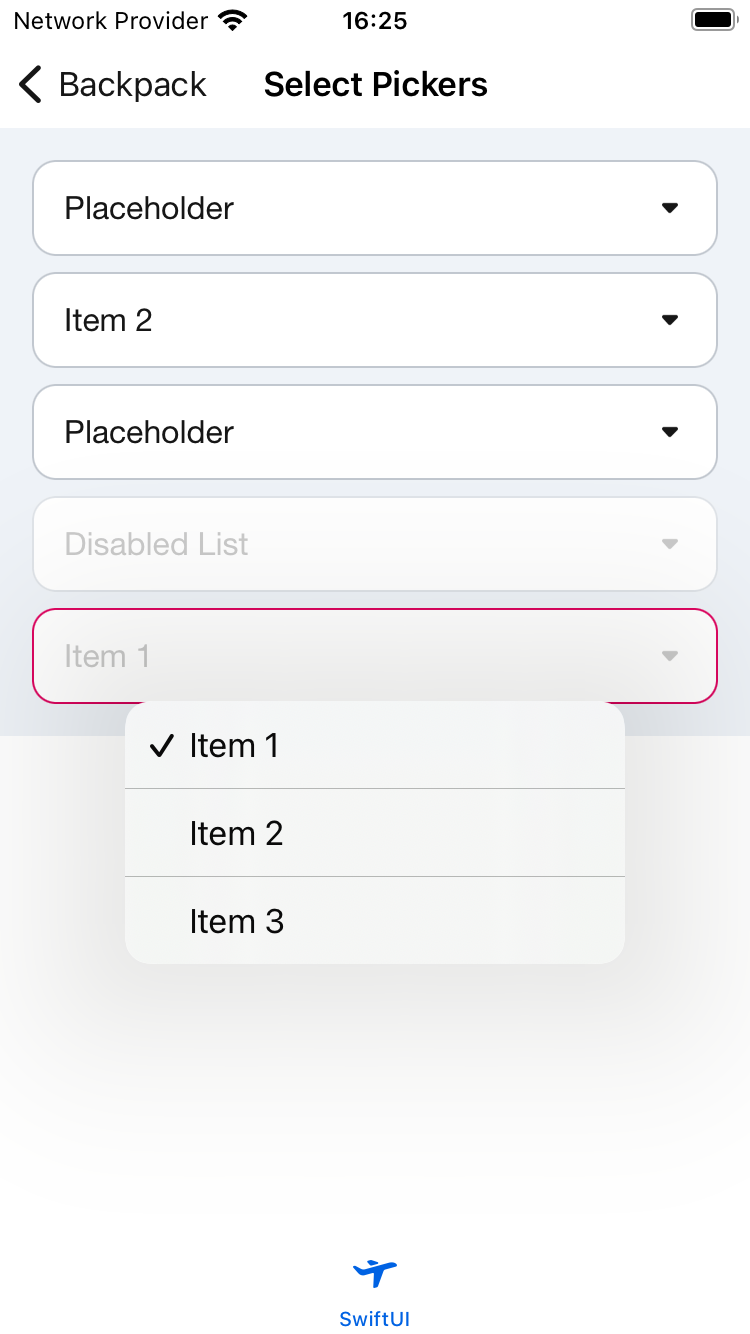 Network Provider 16:25
Backpack Select Pickers
Placeholder
Item 2
Placeholder
Disabled List
Item 1
Item 1
Item 2
Item 3
SwiftUI